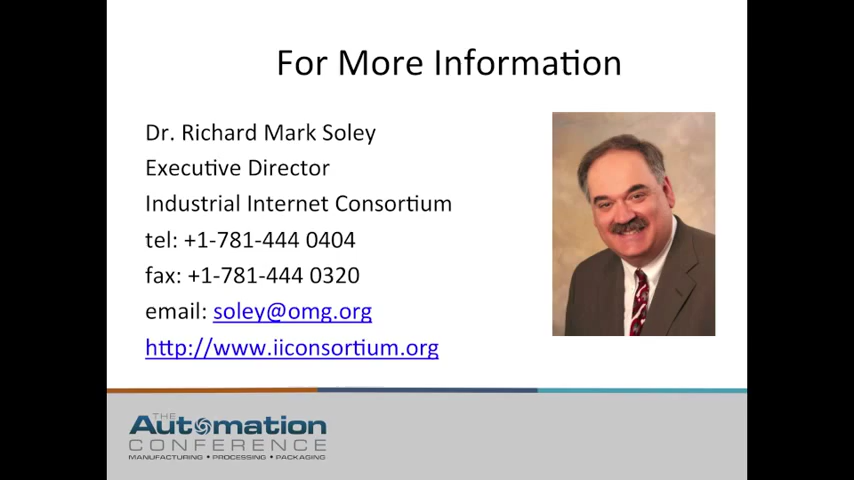 For More Information
Dr. Richard Mark Soley
Executive Director
Industrial Internet Consortium
tel: +1-781-444 0404
fax: +1-781-444 0320
email: soley@omg.org
http://www.iiconsortium.org
THE
Automation
CONFERENCE
MANUFACTURING • PROCESSING • PACKAGING